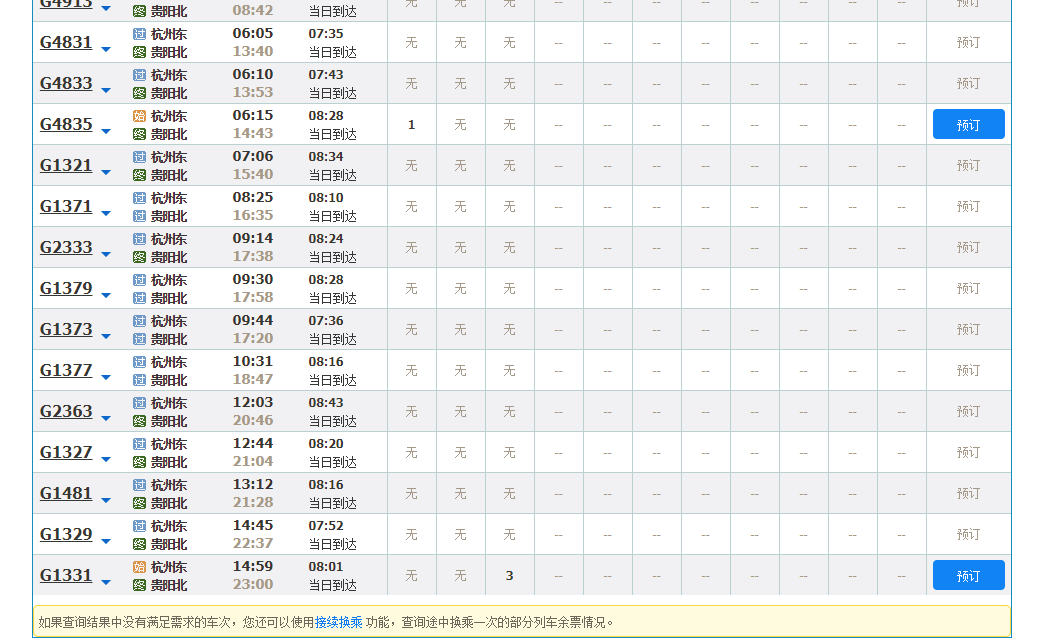 G4913 终 贵阳北 08:42 当日到达 无 无 无 -- -- -- -- -- -- -- -- 预订
G4831 过 杭州东 06:05 07:35 无 无 无 -- -- -- -- -- -- -- -- 预订
终 贵阳北 13:40 当日到达
G4833 过 杭州东 06:10 07:43 无 无 无 -- -- -- -- -- -- -- -- 预订
终 贵阳北 13:53 当日到达
G4835 始 杭州东 06:15 08:28 1 无 无 -- -- -- -- -- -- -- -- 预订
终 贵阳北 14:43 当日到达
G1321 过 杭州东 07:06 08:34 无 无 无 -- -- -- -- -- -- -- -- 预订
终 贵阳北 15:40 当日到达
G1371 过 杭州东 08:25 08:10 无 无 无 -- -- -- -- -- -- -- -- 预订
过 贵阳北 16:35 当日到达
G2333 过 杭州东 09:14 08:24 无 无 无 -- -- -- -- -- -- -- -- 预订
终 贵阳北 17:38 当日到达
G1379 过 杭州东 09:30 08:28 无 无 无 -- -- -- -- -- -- -- -- 预订
过 贵阳北 17:58 当日到达
G1373 过 杭州东 09:44 07:36 无 无 无 -- -- -- -- -- -- -- -- 预订
过 贵阳北 17:20 当日到达
G1377 过 杭州东 10:31 08:16 无 无 无 -- -- -- -- -- -- -- -- 预订
过 贵阳北 18:47 当日到达
G2363 过 杭州东 12:03 08:43 无 无 无 -- -- -- -- -- -- -- -- 预订
终 贵阳北 20:46 当日到达
G1327 过 杭州东 12:44 08:20 无 无 无 -- -- -- -- -- -- -- -- 预订
终 贵阳北 21:04 当日到达
G1481 过 杭州东 13:12 08:16 无 无 无 -- -- -- -- -- -- -- -- 预订
终 贵阳北 21:28 当日到达
G1329 过 杭州东 14:45 07:52 无 无 无 -- -- -- -- -- -- -- -- 预订
终 贵阳北 22:37 当日到达
G1331 始 杭州东 14:59 08:01 无 无 3 -- -- -- -- -- -- -- -- 预订
终 贵阳北 23:00 当日到达
如果查询结果中没有满足需求的车次，您还可以使用接续换乘 功能，查询途中换乘一次的部分列车余票情况。